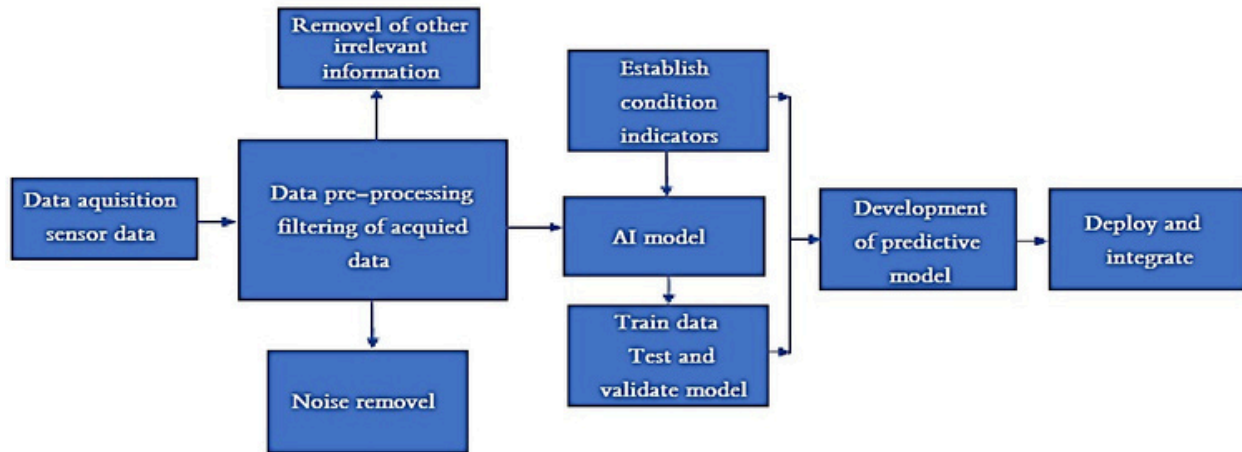 Removel of other
irrelevant
information
Establish
condition
indicators
Data aquisition
sensor data
Data pre-processing
filtering of acquied
data
AI model
Development
of predictive
model
Deploy and
integrate
Train data
Test and
validate model
Noise removel